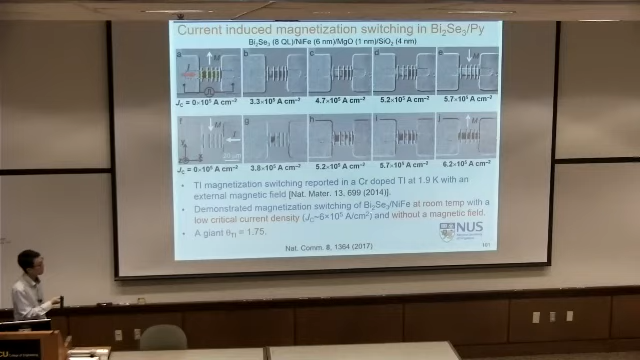 Current induced magnetization switching in Bi₂Se₃/Py
Bi₂Se₃ (8 QL)/NiFe (6 nm)/MgO (1 nm)/SiO₂ (4 nm)
a b c d e
M
J_C = 0×10⁵ A cm⁻² 3.3×10⁵ A cm⁻² 4.7×10⁵ A cm⁻² 5.2×10⁵ A cm⁻² 5.7×10⁵ A cm⁻²
f g h i j
M
J_C = 0×10⁵ A cm⁻² 3.8×10⁵ A cm⁻² 5.2×10⁵ A cm⁻² 5.7×10⁵ A cm⁻² 6.2×10⁵ A cm⁻²
• TI magnetization switching reported in a Cr doped TI at 1.9 K with an
external magnetic field [Nat. Mater. 13, 699 (2014)].
• Demonstrated magnetization switching of Bi₂Se₃/NiFe at room temp with a
low critical current density (J_C~6×10⁵ A/cm²) and without a magnetic field.
• A giant θ_TI = 1.75.
NUS
Nat. Comm. 8, 1364 (2017)